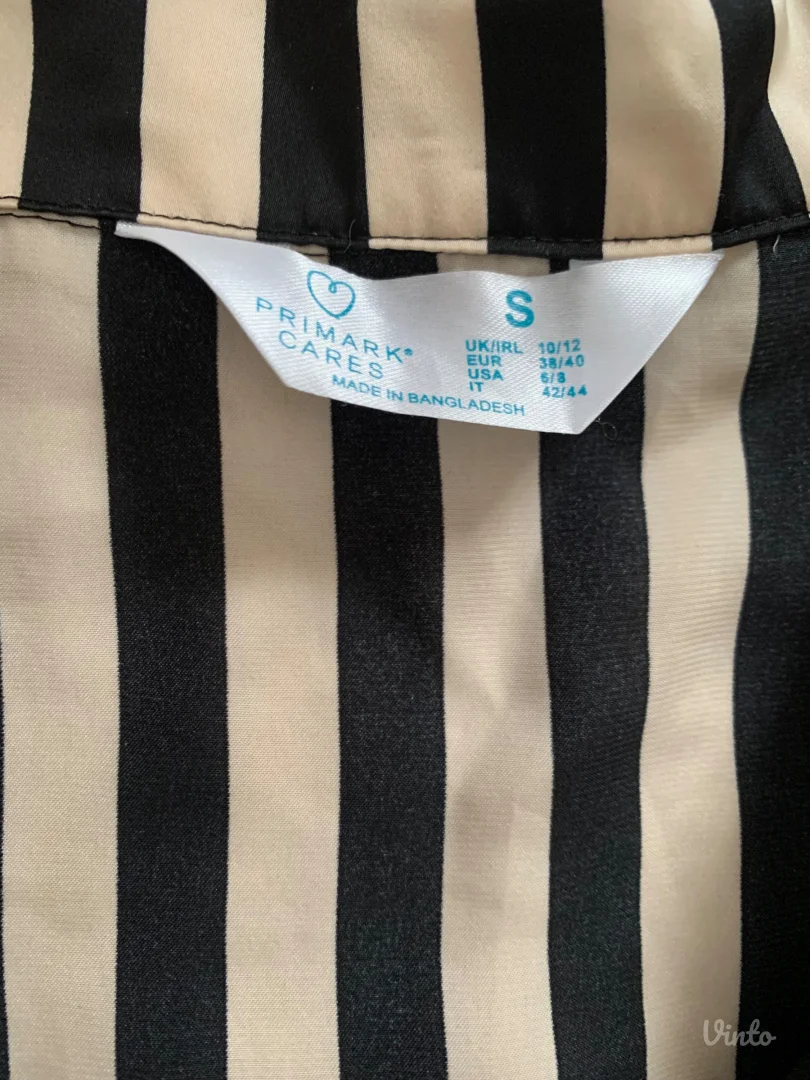 PRIMARK®
CARES
S
UK/IRL 10/12
EUR 38/40
USA 6/8
IT 42/44
MADE IN BANGLADESH
Vinto